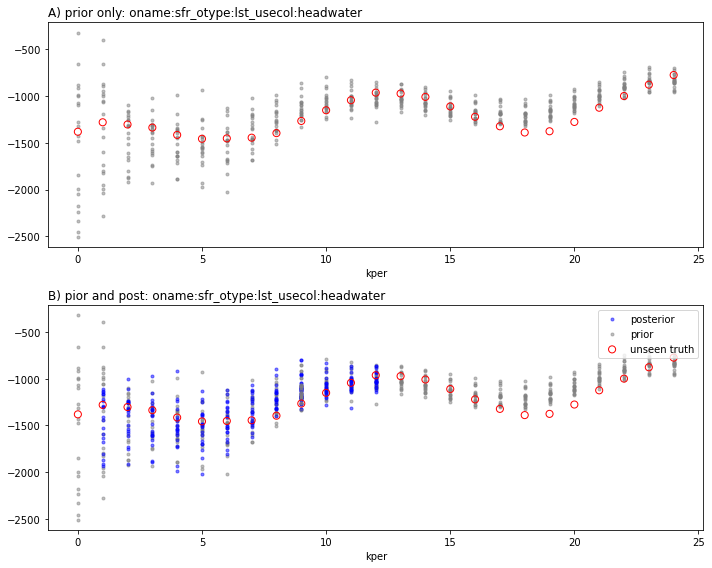 A) prior only: oname:sfr_otype:lst_usecol:headwater
−500
−1000
−1500
−2000
−2500
0 5 10 15 20 25
kper
B) pior and post: oname:sfr_otype:lst_usecol:headwater
posterior
prior
unseen truth
−500
−1000
−1500
−2000
−2500
0 5 10 15 20 25
kper